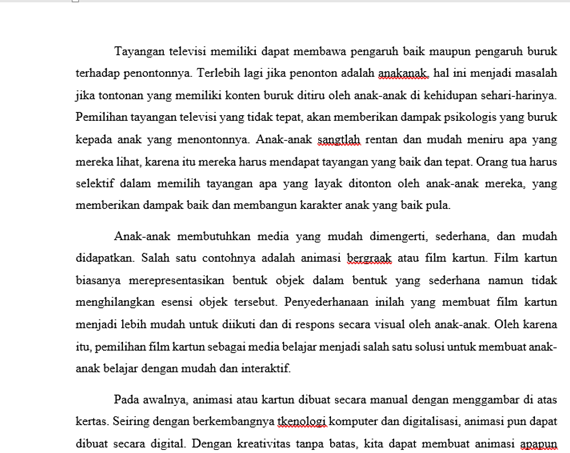 Tayangan televisi memiliki dapat membawa pengaruh baik maupun pengaruh buruk
terhadap penontonnya. Terlebih lagi jika penonton adalah anakanak, hal ini menjadi masalah
jika tontonan yang memiliki konten buruk ditiru oleh anak-anak di kehidupan sehari-harinya.
Pemilihan tayangan televisi yang tidak tepat, akan memberikan dampak psikologis yang buruk
kepada anak yang menontonnya. Anak-anak sangtlah rentan dan mudah meniru apa yang
mereka lihat, karena itu mereka harus mendapat tayangan yang baik dan tepat. Orang tua harus
selektif dalam memilih tayangan apa yang layak ditonton oleh anak-anak mereka, yang
memberikan dampak baik dan membangun karakter anak yang baik pula.
Anak-anak membutuhkan media yang mudah dimengerti, sederhana, dan mudah
didapatkan. Salah satu contohnya adalah animasi bergraak atau film kartun. Film kartun
biasanya merepresentasikan bentuk objek dalam bentuk yang sederhana namun tidak
menghilangkan esensi objek tersebut. Penyederhanaan inilah yang membuat film kartun
menjadi lebih mudah untuk diikuti dan di respons secara visual oleh anak-anak. Oleh karena
itu, pemilihan film kartun sebagai media belajar menjadi salah satu solusi untuk membuat anak-
anak belajar dengan mudah dan interaktif.
Pada awalnya, animasi atau kartun dibuat secara manual dengan menggambar di atas
kertas. Seiring dengan berkembangnya tkenologi komputer dan digitalisasi, animasi pun dapat
dibuat secara digital. Dengan kreativitas tanpa batas, kita dapat membuat animasi apapun